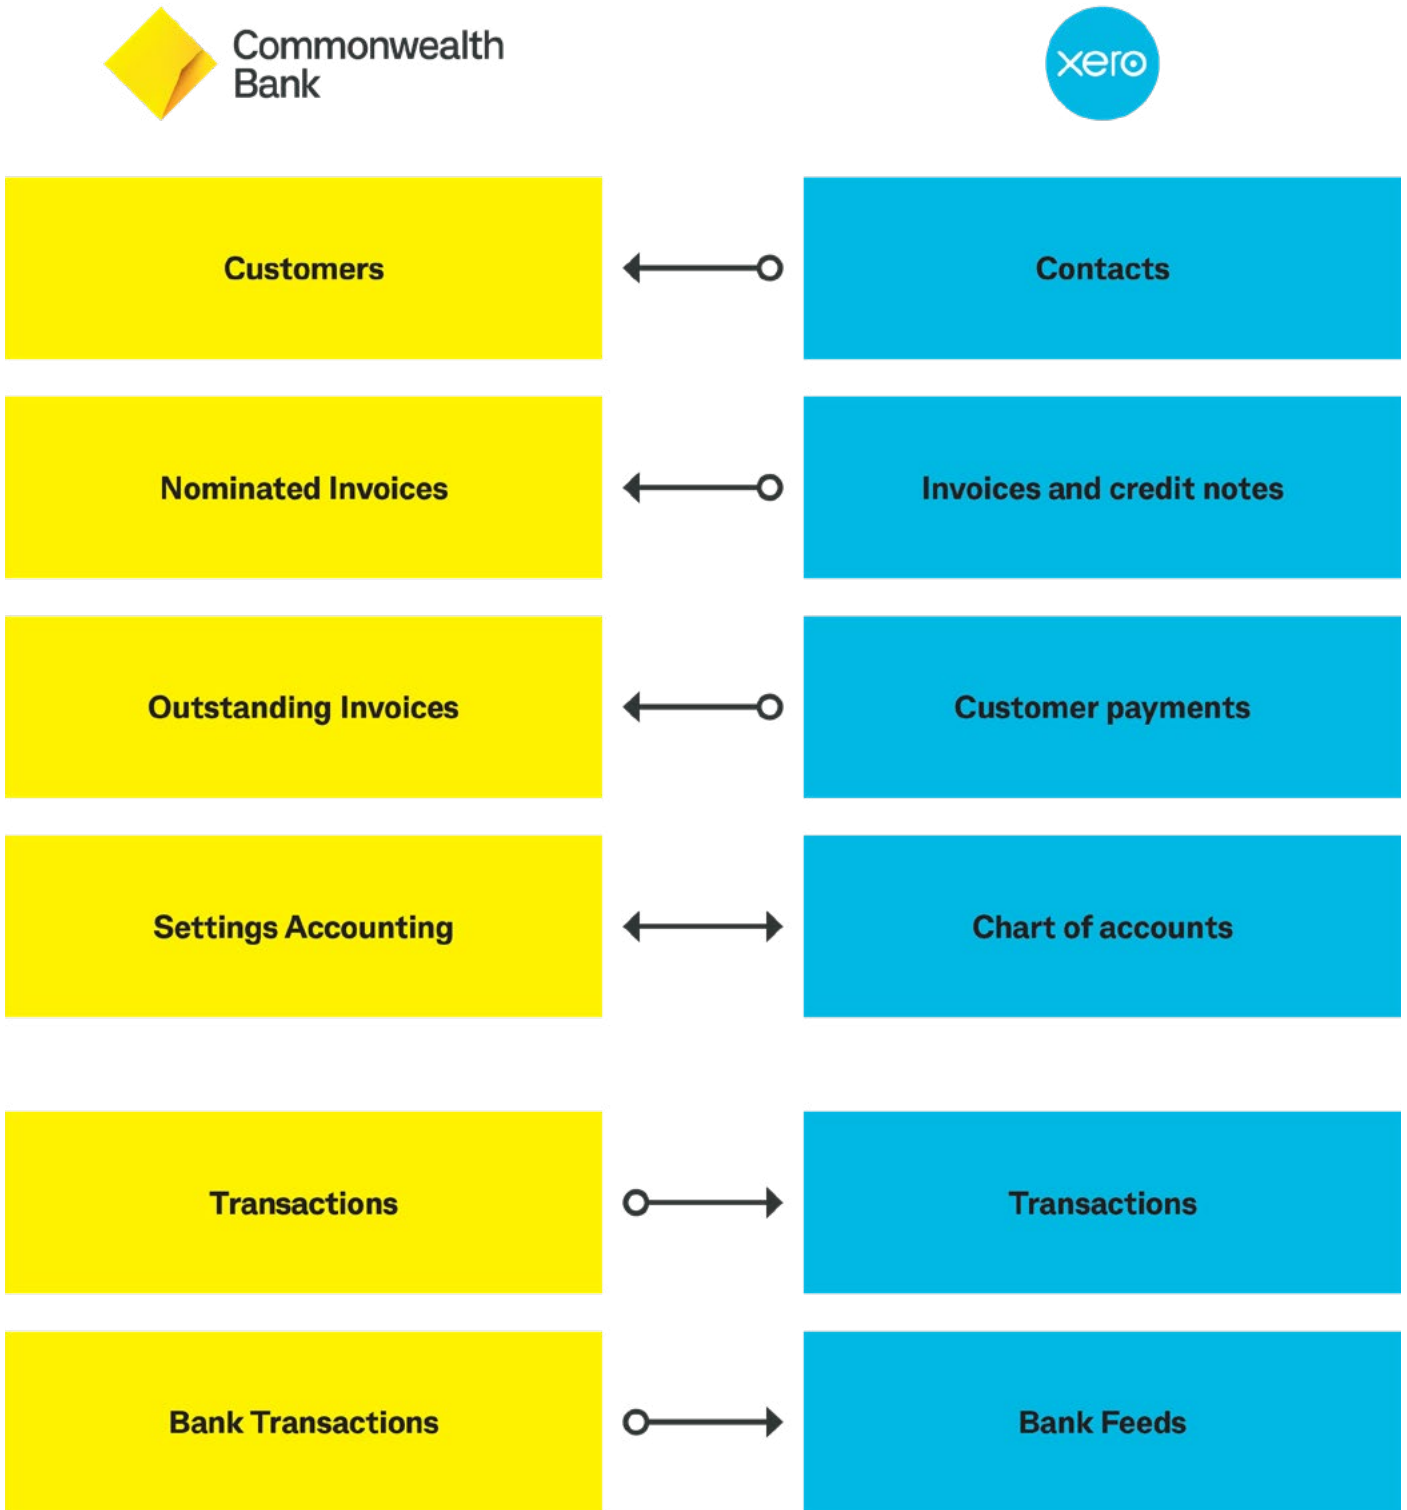 Commonwealth
Bank
xero
Customers
Contacts
Nominated Invoices
Invoices and credit notes
Outstanding Invoices
Customer payments
Settings Accounting
Chart of accounts
Transactions
Transactions
Bank Transactions
Bank Feeds